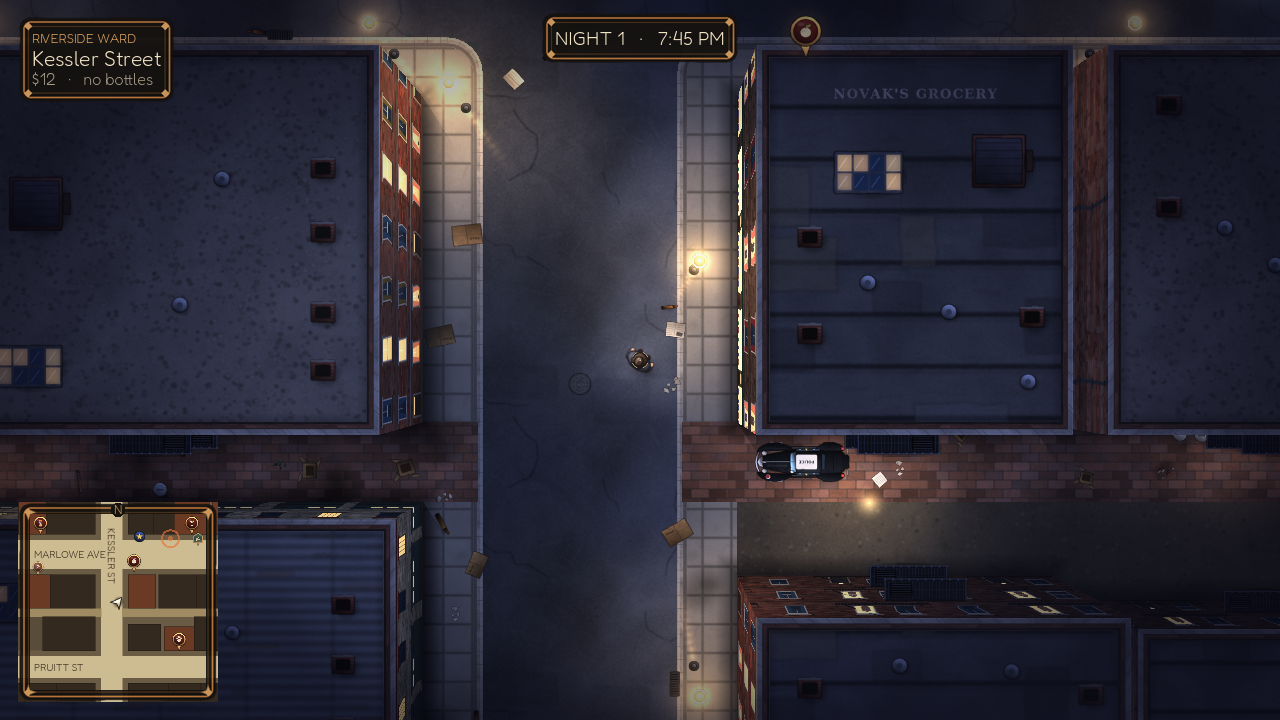 RIVERSIDE WARD
Kessler Street
$12 · no bottles
NIGHT 1 · 7:45 PM
NOVAK'S GROCERY
POLICE
N
KESSLER ST
MARLOWE AVE
PRUITT ST